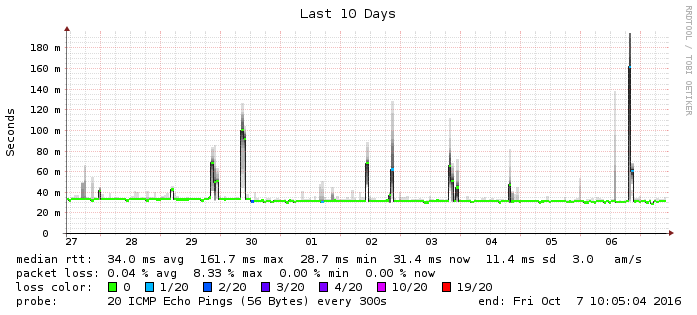 Last 10 Days
RRDTOOL / TOBI OETIKER
Seconds
180 m
160 m
140 m
120 m
100 m
80 m
60 m
40 m
20 m
0
27 28 29 30 01 02 03 04 05 06
median rtt: 34.0 ms avg 161.7 ms max 28.7 ms min 31.4 ms now 11.4 ms sd 3.0 am/s
packet loss: 0.04 % avg 8.33 % max 0.00 % min 0.00 % now
loss color: 0 1/20 2/20 3/20 4/20 10/20 19/20
probe: 20 ICMP Echo Pings (56 Bytes) every 300s end: Fri Oct 7 10:05:04 2016